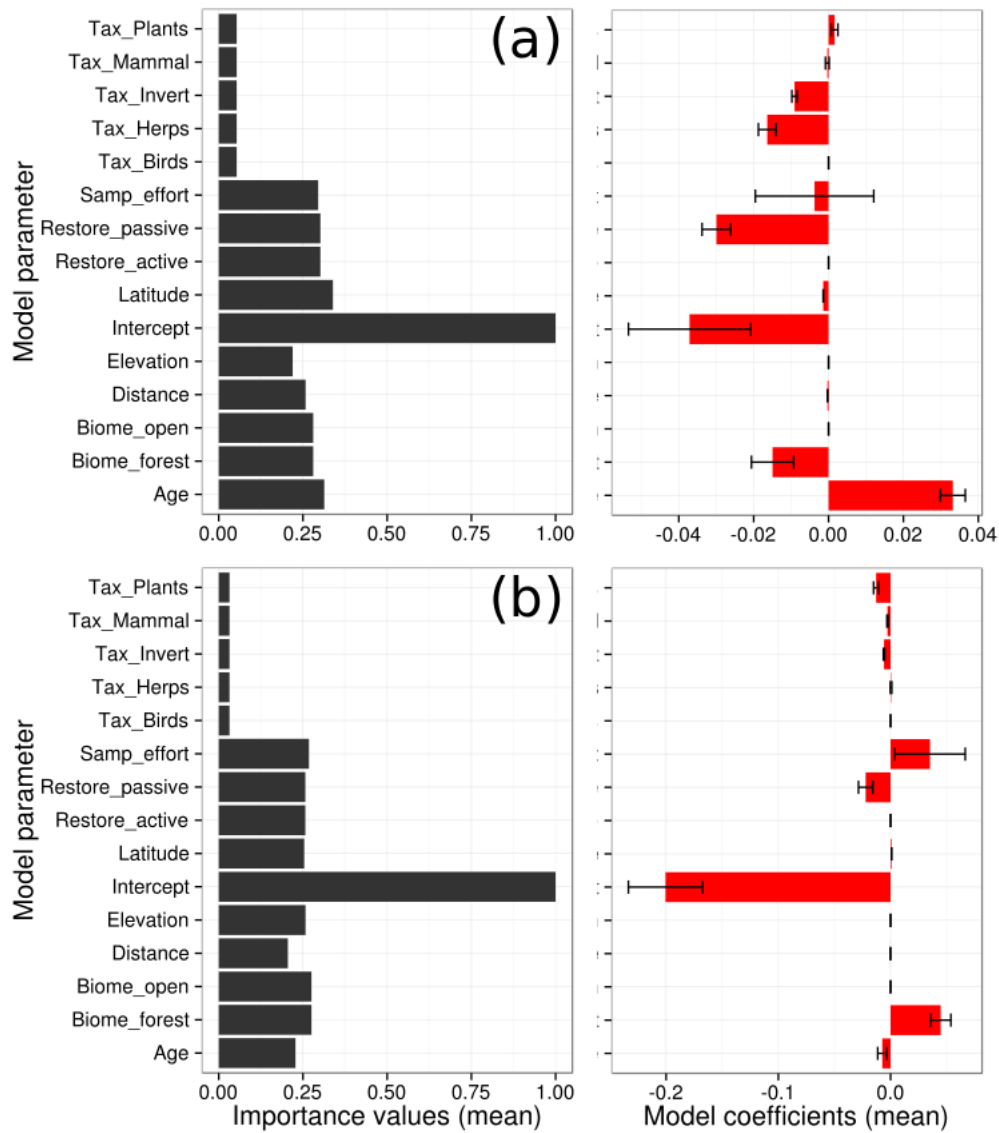 (a)
Model parameter
Tax_Plants
Tax_Mammal
Tax_Invert
Tax_Herps
Tax_Birds
Samp_effort
Restore_passive
Restore_active
Latitude
Intercept
Elevation
Distance
Biome_open
Biome_forest
Age
0.00 0.25 0.50 0.75 1.00
-0.04 -0.02 0.00 0.02 0.04
(b)
Model parameter
Tax_Plants
Tax_Mammal
Tax_Invert
Tax_Herps
Tax_Birds
Samp_effort
Restore_passive
Restore_active
Latitude
Intercept
Elevation
Distance
Biome_open
Biome_forest
Age
0.00 0.25 0.50 0.75 1.00
-0.2 -0.1 0.0
Importance values (mean)
Model coefficients (mean)